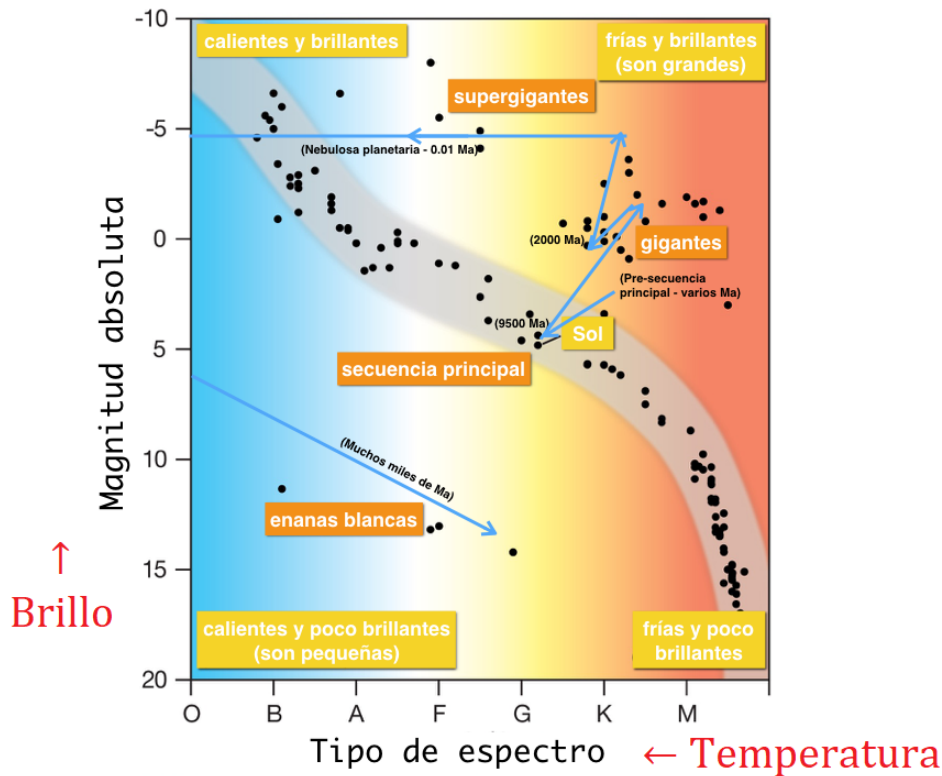 -10
calientes y brillantes
frías y brillantes
(son grandes)
supergigantes
-5
(Nebulosa planetaria - 0.01 Ma)
0
(2000 Ma)
gigantes
(Pre-secuencia
principal - varios Ma)
(9500 Ma)
Sol
5
secuencia principal
Magnitud absoluta
10
(Muchos miles de Ma)
enanas blancas
↑
Brillo
15
calientes y poco brillantes
(son pequeñas)
frías y poco
brillantes
20
O B A F G K M
Tipo de espectro
← Temperatura